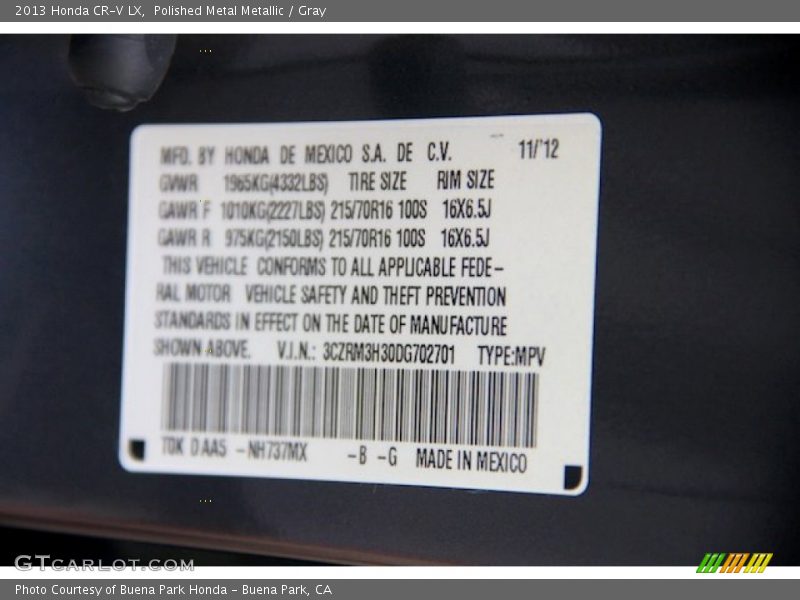 2013 Honda CR-V LX, Polished Metal Metallic / Gray
MFD. BY HONDA DE MEXICO S.A. DE C.V. 11/'12
GVWR 1965KG(4332LBS) TIRE SIZE RIM SIZE
GAWR F 1010KG(2227LBS) 215/70R16 100S 16X6.5J
GAWR R 975KG(2150LBS) 215/70R16 100S 16X6.5J
THIS VEHICLE CONFORMS TO ALL APPLICABLE FEDE-
RAL MOTOR VEHICLE SAFETY AND THEFT PREVENTION
STANDARDS IN EFFECT ON THE DATE OF MANUFACTURE
SHOWN ABOVE. V.I.N.: 3CZRM3H30DG702701 TYPE:MPV
TDK DAA5 -NH737MX -B -G MADE IN MEXICO
GTCARLOT.COM
Photo Courtesy of Buena Park Honda - Buena Park, CA